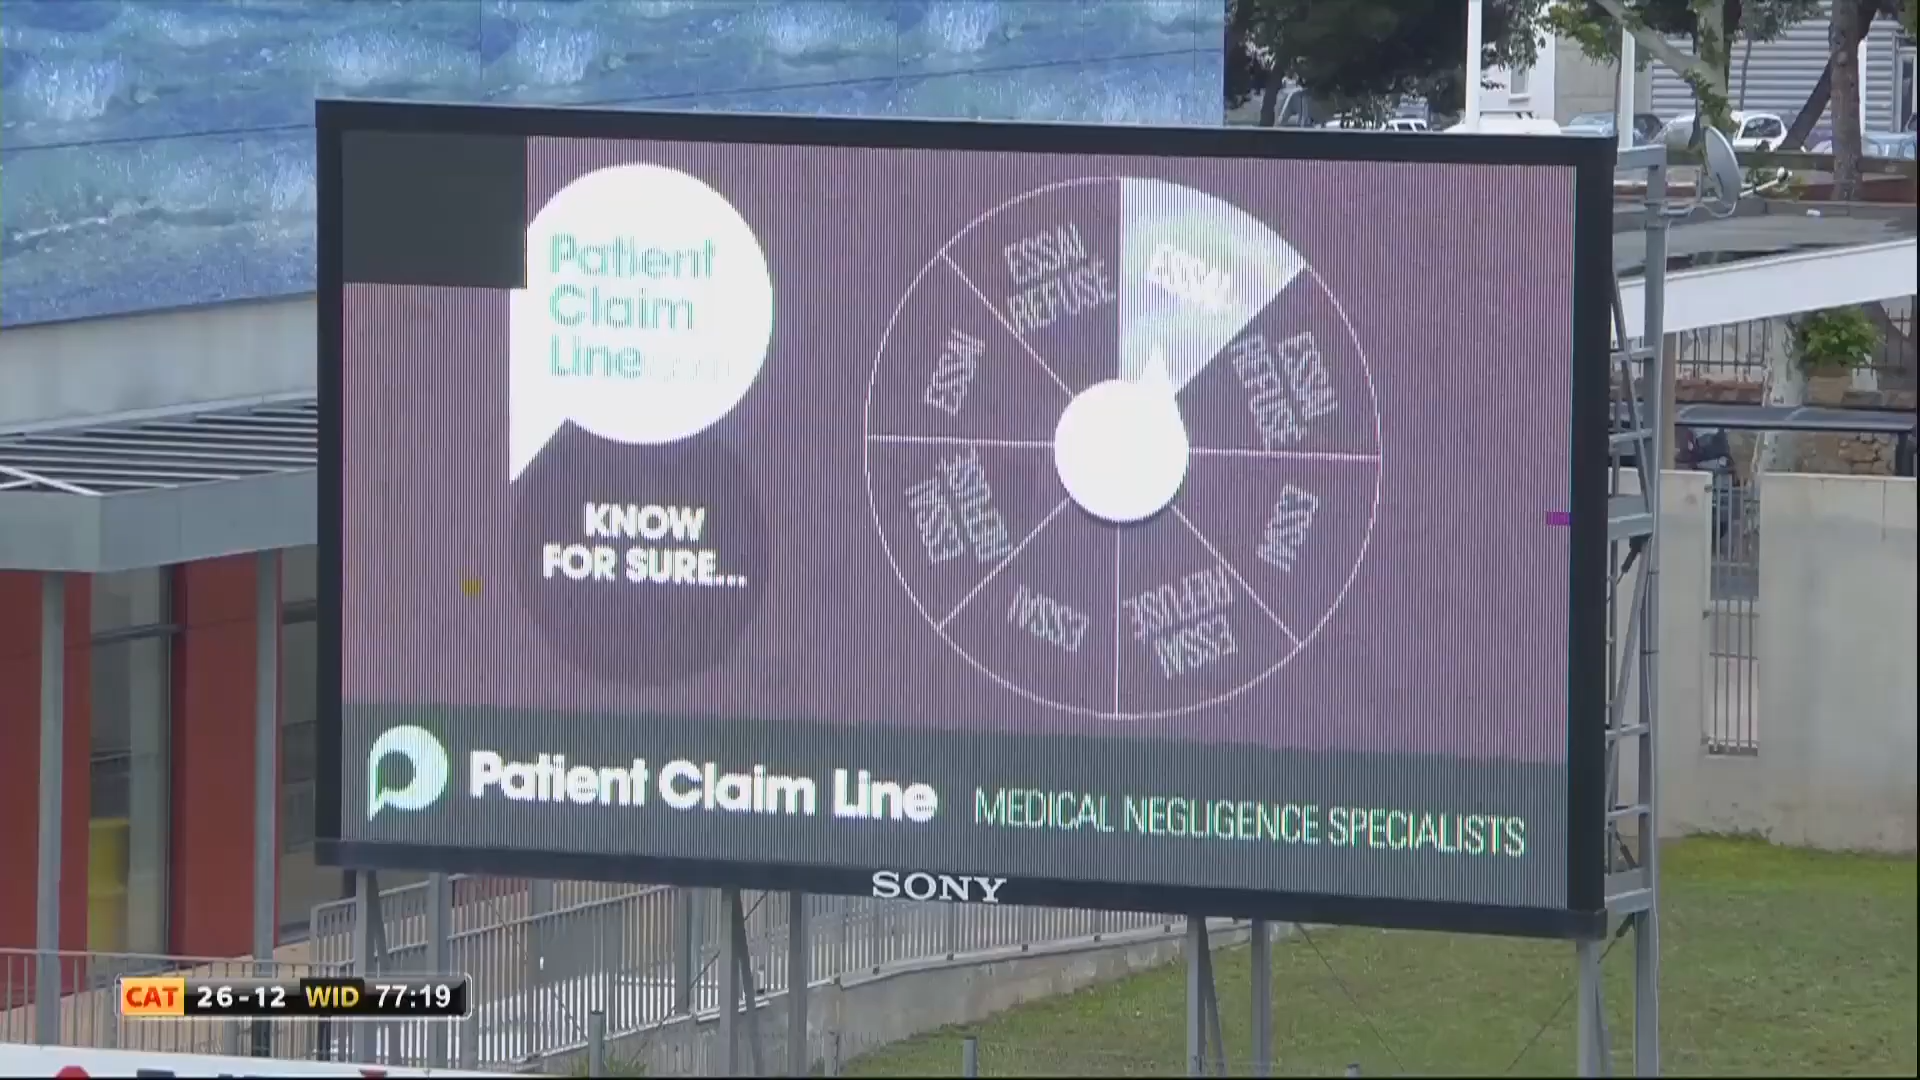 Patient
Claim
Line
KNOW
FOR SURE...
ESSAI
REFUSE
ESSAI
ESSAI
REFUSE
ESSAI
ESSAI
REFUSE
ESSAI
ESSAI
REFUSE
ESSAI
Patient Claim Line MEDICAL NEGLIGENCE SPECIALISTS
SONY
CAT 26-12 WID 77:19